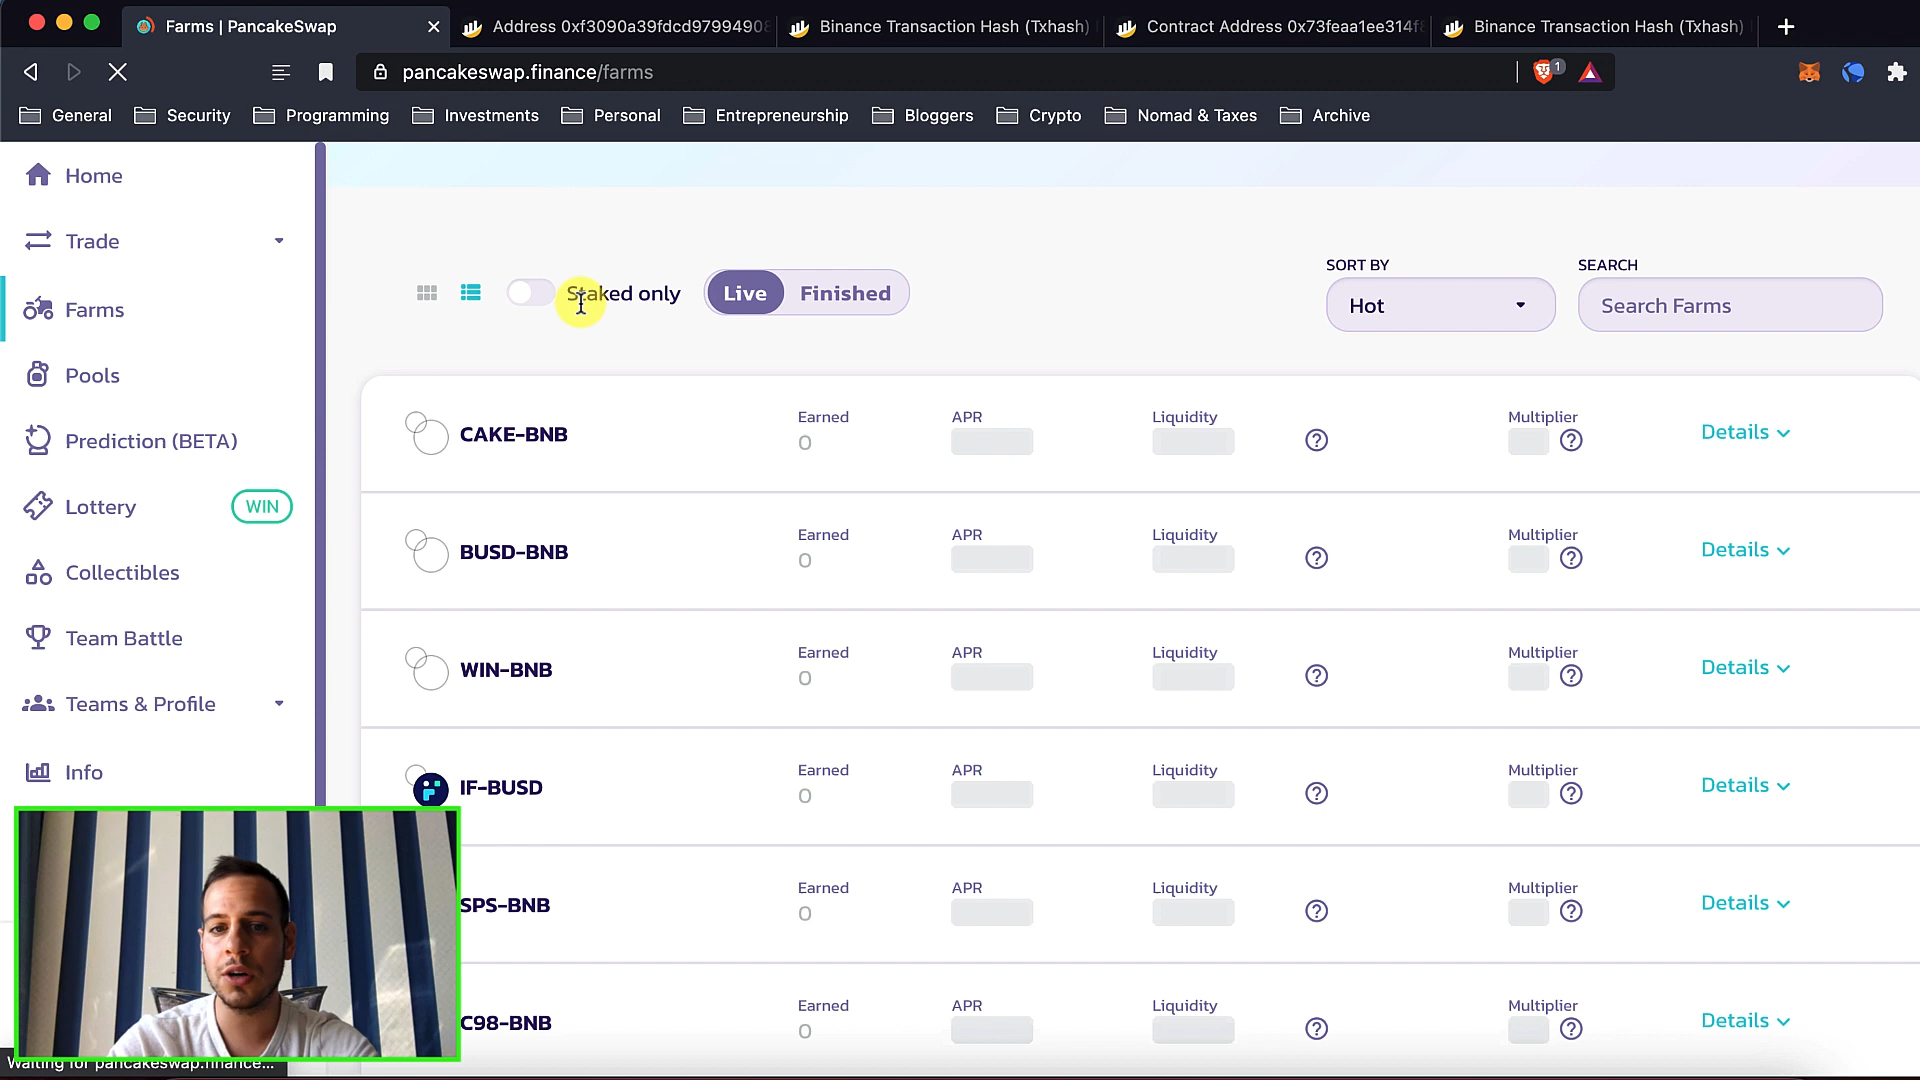 Farms | PancakeSwap
Address 0xf3090a39fdcd9799490
Binance Transaction Hash (Txhash)
Contract Address 0x73feaa1ee314f
Binance Transaction Hash (Txhash)
pancakeswap.finance/farms
1
General
Security
Programming
Investments
Personal
Entrepreneurship
Bloggers
Crypto
Nomad & Taxes
Archive
Home
Trade
Farms
Pools
Prediction (BETA)
Lottery
WIN
Collectibles
Team Battle
Teams & Profile
Info
Staked only
Live
Finished
SORT BY
Hot
SEARCH
Search Farms
CAKE-BNB
Earned
0
APR
Liquidity
Multiplier
Details
BUSD-BNB
Earned
0
APR
Liquidity
Multiplier
Details
WIN-BNB
Earned
0
APR
Liquidity
Multiplier
Details
IF-BUSD
Earned
0
APR
Liquidity
Multiplier
Details
SPS-BNB
Earned
0
APR
Liquidity
Multiplier
Details
C98-BNB
Earned
0
APR
Liquidity
Multiplier
Details
Waiting for pancakeswap.finance...